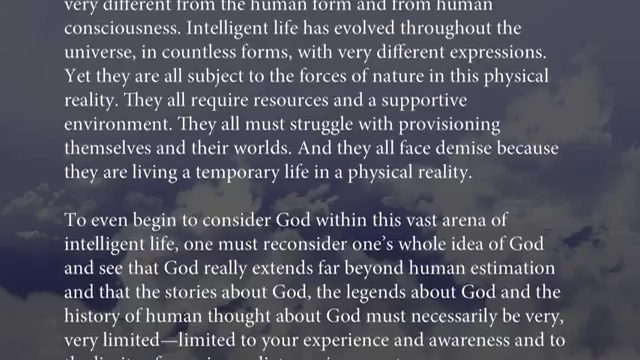 very different from the human form and from human
consciousness. Intelligent life has evolved throughout the
universe, in countless forms, with very different expressions.
Yet they are all subject to the forces of nature in this physical
reality. They all require resources and a supportive
environment. They all must struggle with provisioning
themselves and their worlds. And they all face demise because
they are living a temporary life in a physical reality.
To even begin to consider God within this vast arena of
intelligent life, one must reconsider one’s whole idea of God
and see that God really extends far beyond human estimation
and that the stories about God, the legends about God and the
history of human thought about God must necessarily be very,
very limited—limited to your experience and awareness and to